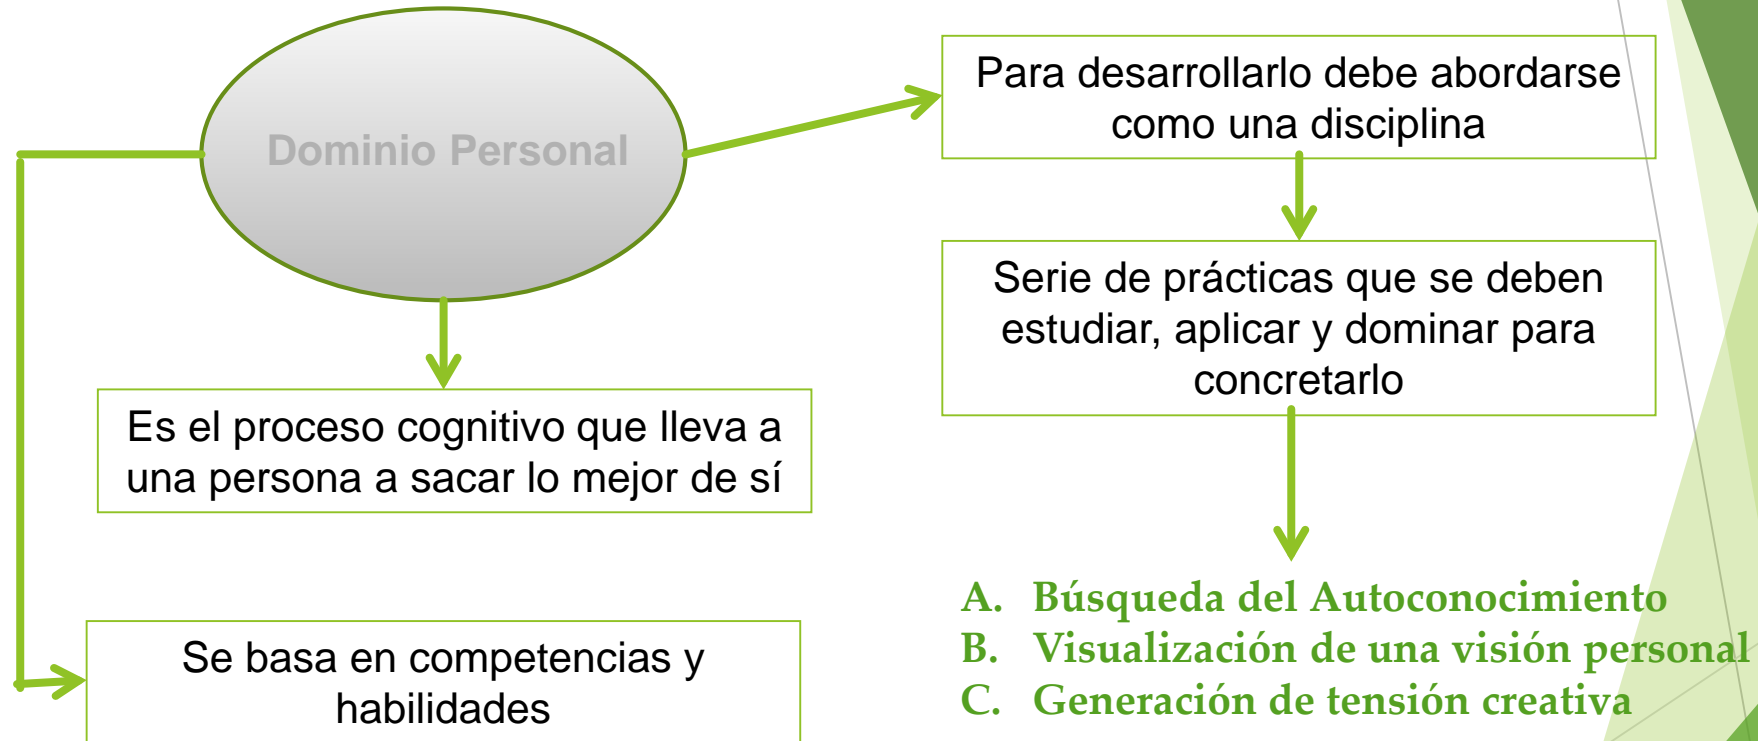 Dominio Personal
Es el proceso cognitivo que lleva a
una persona a sacar lo mejor de sí
Se basa en competencias y
habilidades
Para desarrollarlo debe abordarse
como una disciplina
Serie de prácticas que se deben
estudiar, aplicar y dominar para
concretarlo
A. Búsqueda del Autoconocimiento
B. Visualización de una visión personal
C. Generación de tensión creativa